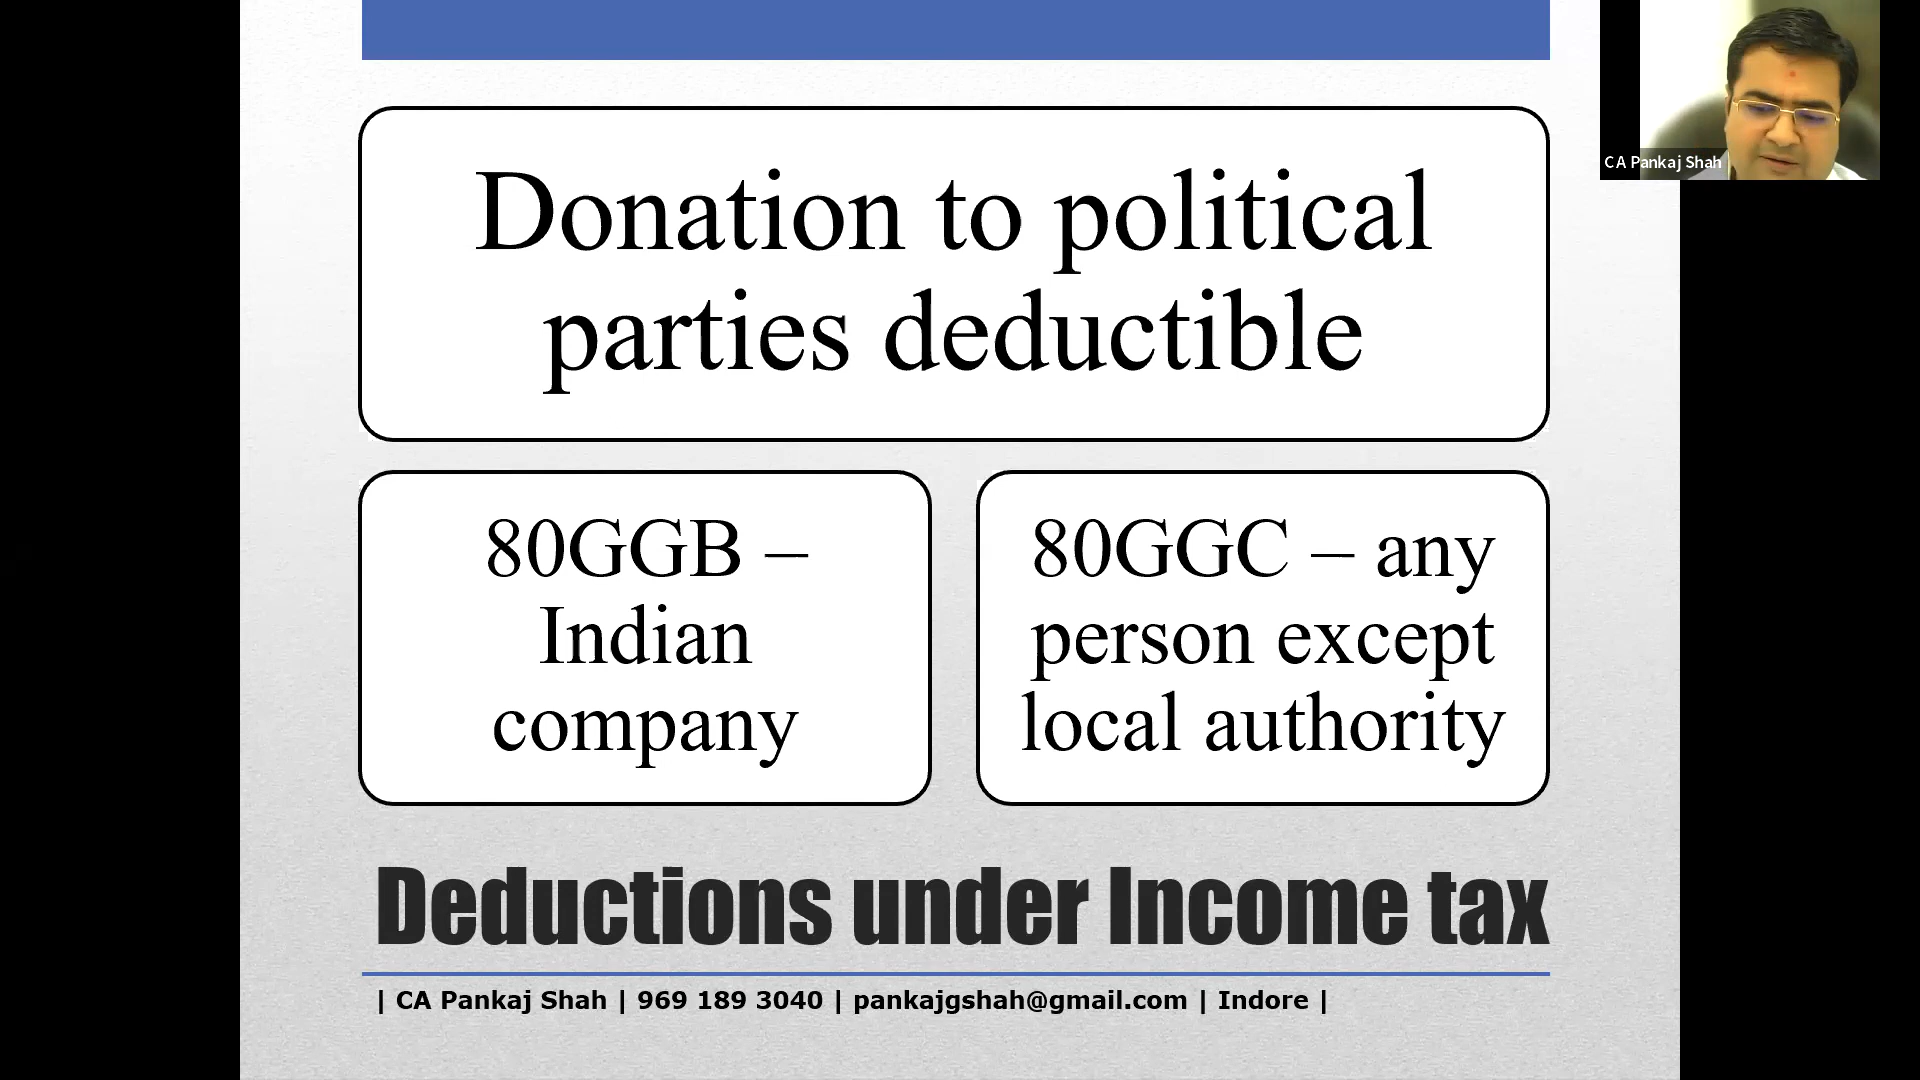 Donation to political
parties deductible
80GGB –
Indian
company
80GGC – any
person except
local authority
Deductions under Income tax
| CA Pankaj Shah | 969 189 3040 | pankajgshah@gmail.com | Indore |
C A Pankaj Shah